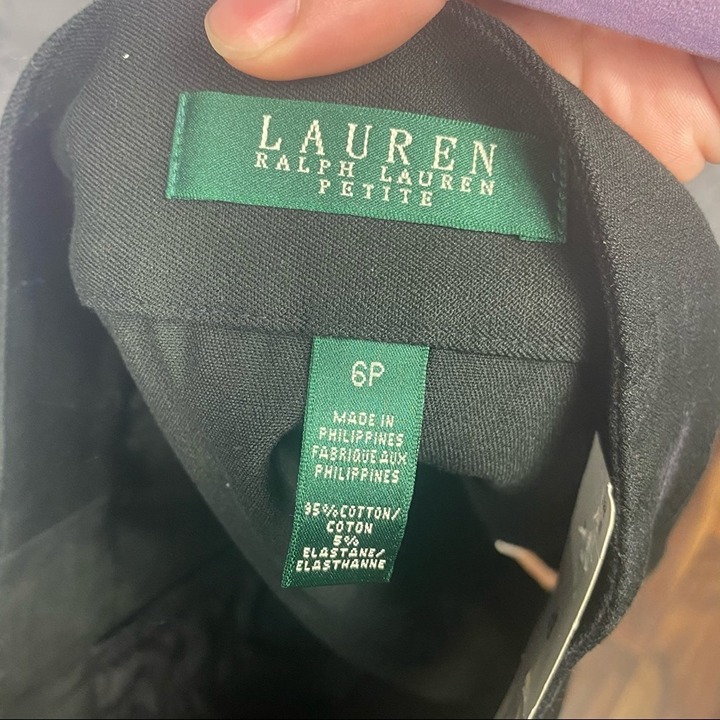 LAUREN
RALPH LAUREN
PETITE
6P
MADE IN
PHILIPPINES
FABRIQUE AUX
PHILIPPINES
95% COTTON/
COTON
5%
ELASTANE/
ELASTHANNE